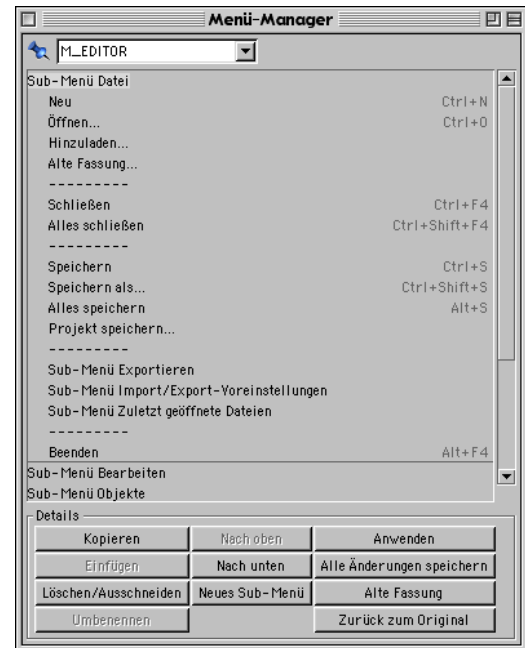 Menü-Manager
M_EDITOR
Sub-Menü Datei
Neu Ctrl+N
Öffnen... Ctrl+O
Hinzuladen...
Alte Fassung...
---------
Schließen Ctrl+F4
Alles schließen Ctrl+Shift+F4
---------
Speichern Ctrl+S
Speichern als... Ctrl+Shift+S
Alles speichern Alt+S
Projekt speichern...
---------
Sub-Menü Exportieren
Sub-Menü Import/Export-Voreinstellungen
Sub-Menü Zuletzt geöffnete Dateien
---------
Beenden Alt+F4
Sub-Menü Bearbeiten
Sub-Menü Objekte
Details
Kopieren Nach oben Anwenden
Einfügen Nach unten Alle Änderungen speichern
Löschen/Ausschneiden Neues Sub-Menü Alte Fassung
Umbenennen Zurück zum Original